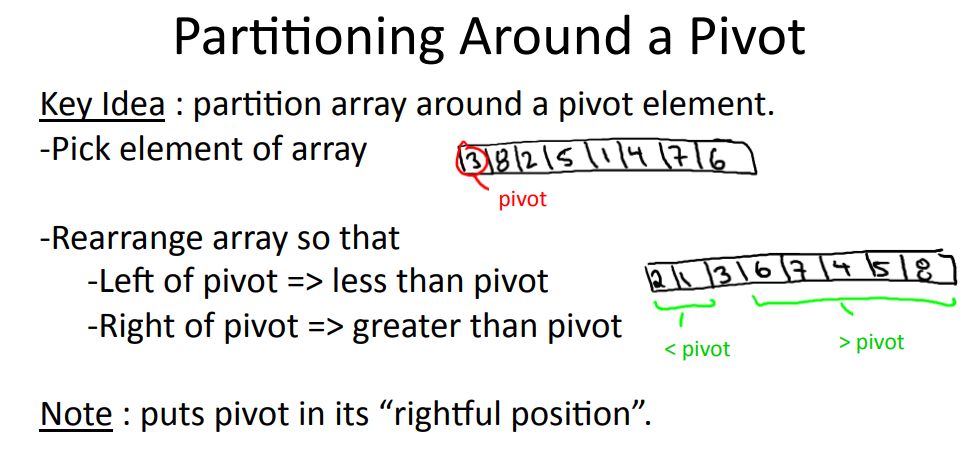 Partitioning Around a Pivot
Key Idea : partition array around a pivot element.
-Pick element of array
3 | 8 | 2 | 5 | 1 | 4 | 7 | 6
pivot
-Rearrange array so that
-Left of pivot => less than pivot
2 | 1 | 3 | 6 | 7 | 4 | 5 | 8
-Right of pivot => greater than pivot
< pivot
> pivot
Note : puts pivot in its “rightful position”.